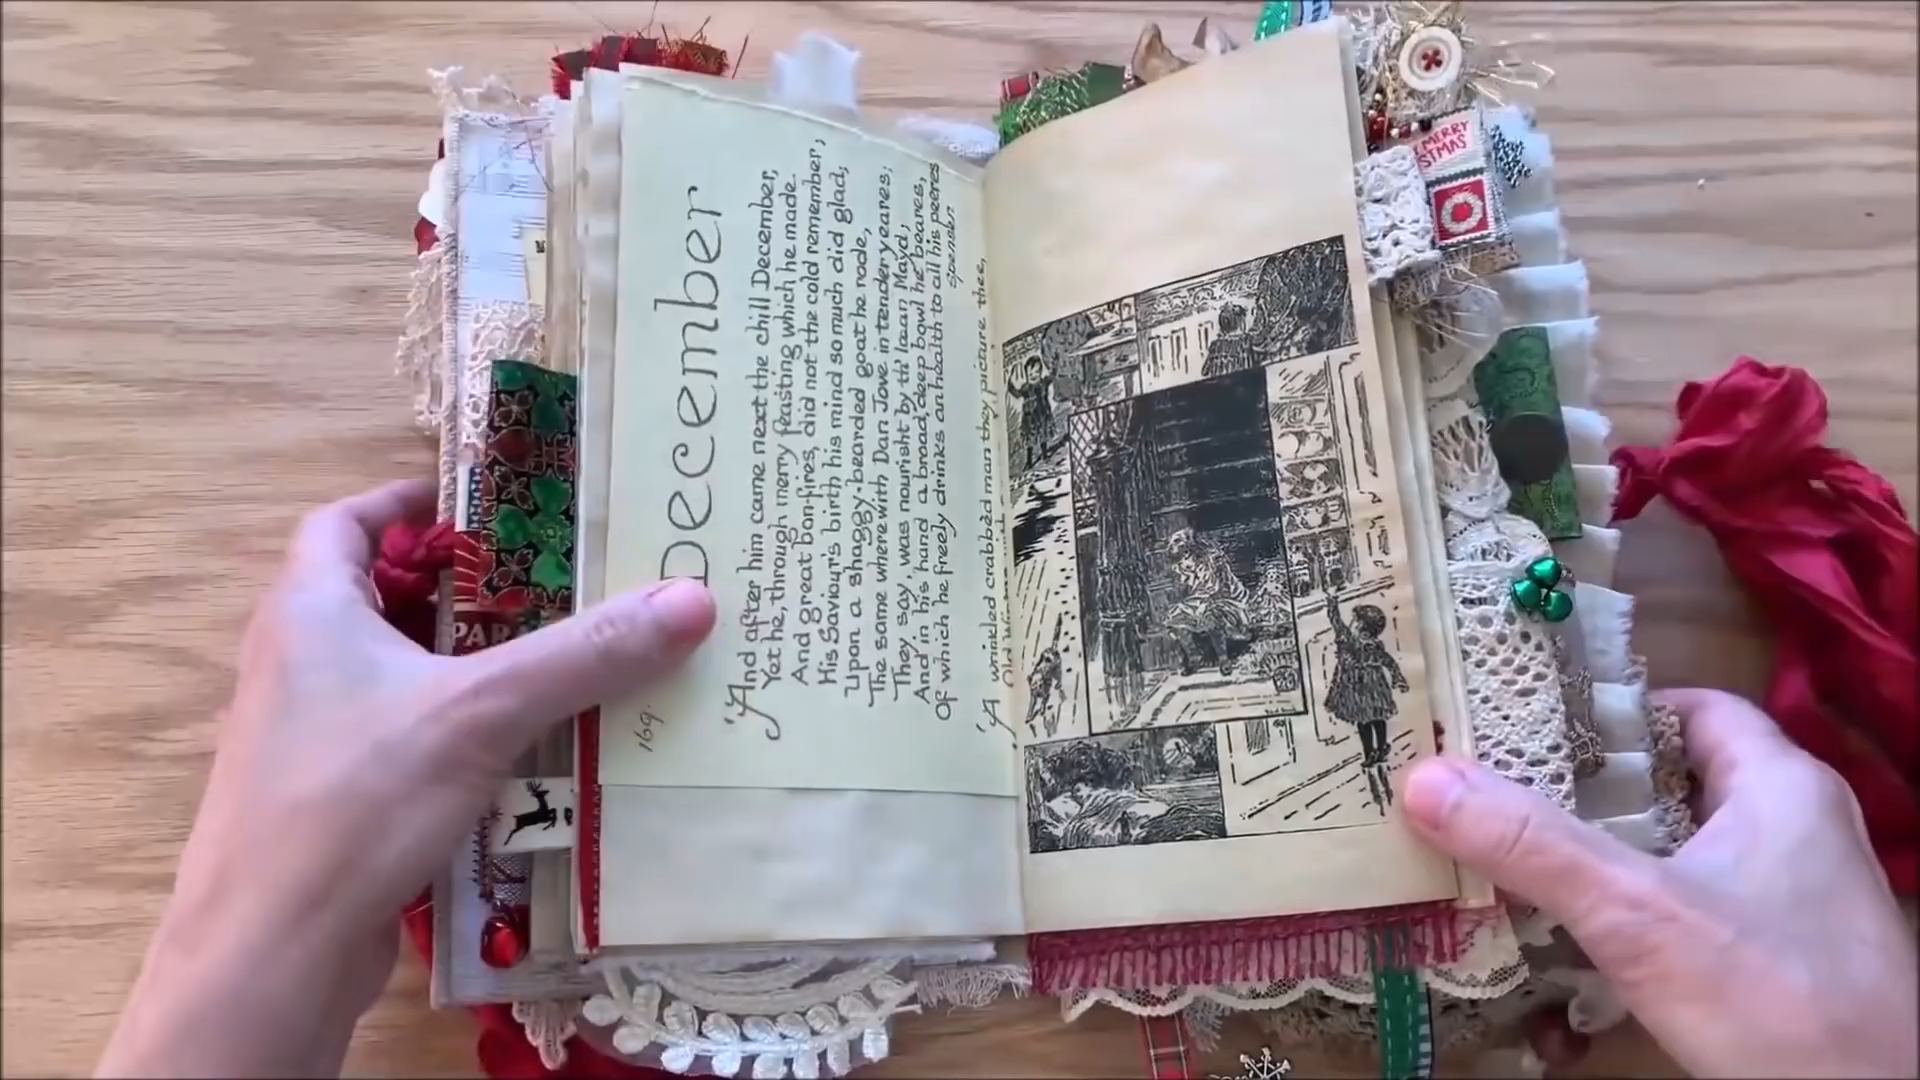 169.
December
'And after him came next the chill December,
Yet he, through merry feasting which he made
And great bon-fires, did not the cold remember;
His Saviour's birth his mind so much did glad;
Upon a shaggy-bearded goat he rode,
The same wherewith Dan Jove in tender yeares;
They say, was nourisht by th' Iaean Mayd;
And in his hand a broad, deep bowl he beares,
Of which he freely drinks an health to all his peeres
Spenser
'A wrinkled crabbèd man they picture thee,
Old
MERRY
STMAS
PAR